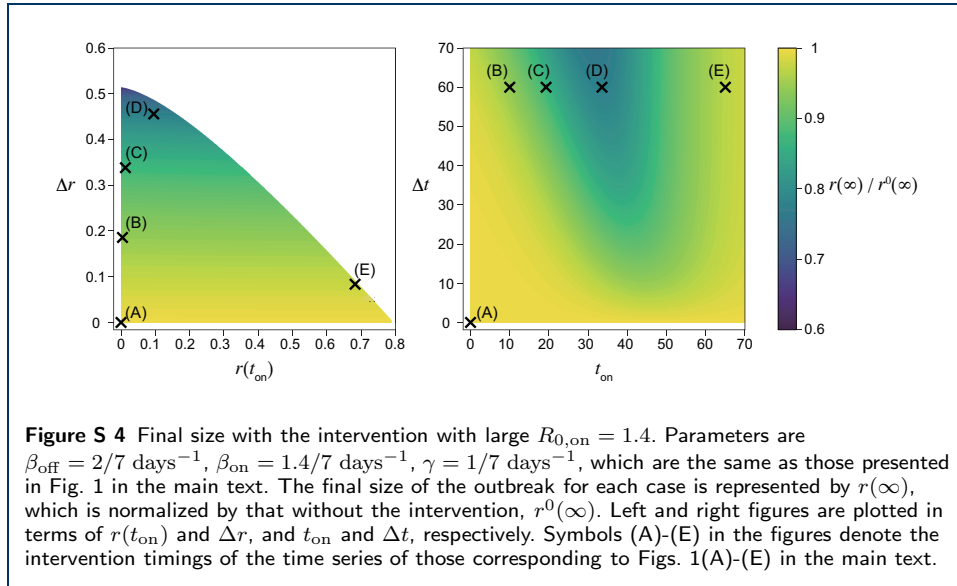 0.6
0.5
0.4
0.3
0.2
0.1
0
Δr
(D)
(C)
(B)
(A)
(E)
0 0.1 0.2 0.3 0.4 0.5 0.6 0.7 0.8
r(t_on)
70
60
50
40
30
20
10
0
Δt
(B) (C) (D) (E)
(A)
0 10 20 30 40 50 60 70
t_on
1
0.9
0.8
0.7
0.6
r(∞) / r⁰(∞)
Figure S 4 Final size with the intervention with large R_{0,on} = 1.4. Parameters are
β_off = 2/7 days⁻¹, β_on = 1.4/7 days⁻¹, γ = 1/7 days⁻¹, which are the same as those presented
in Fig. 1 in the main text. The final size of the outbreak for each case is represented by r(∞),
which is normalized by that without the intervention, r⁰(∞). Left and right figures are plotted in
terms of r(t_on) and Δr, and t_on and Δt, respectively. Symbols (A)-(E) in the figures denote the
intervention timings of the time series of those corresponding to Figs. 1(A)-(E) in the main text.